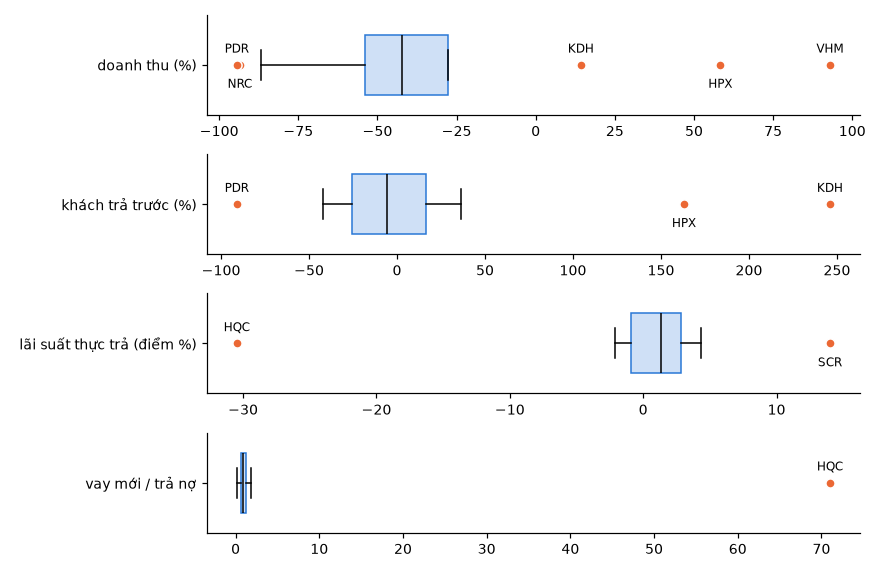 PDR
KDH
VHM
doanh thu (%)
NRC
HPX
−100 −75 −50 −25 0 25 50 75 100
PDR
KDH
khách trả trước (%)
HPX
−100 −50 0 50 100 150 200 250
HQC
lãi suất thực trả (điểm %)
SCR
−30 −20 −10 0 10
HQC
vay mới / trả nợ
0 10 20 30 40 50 60 70